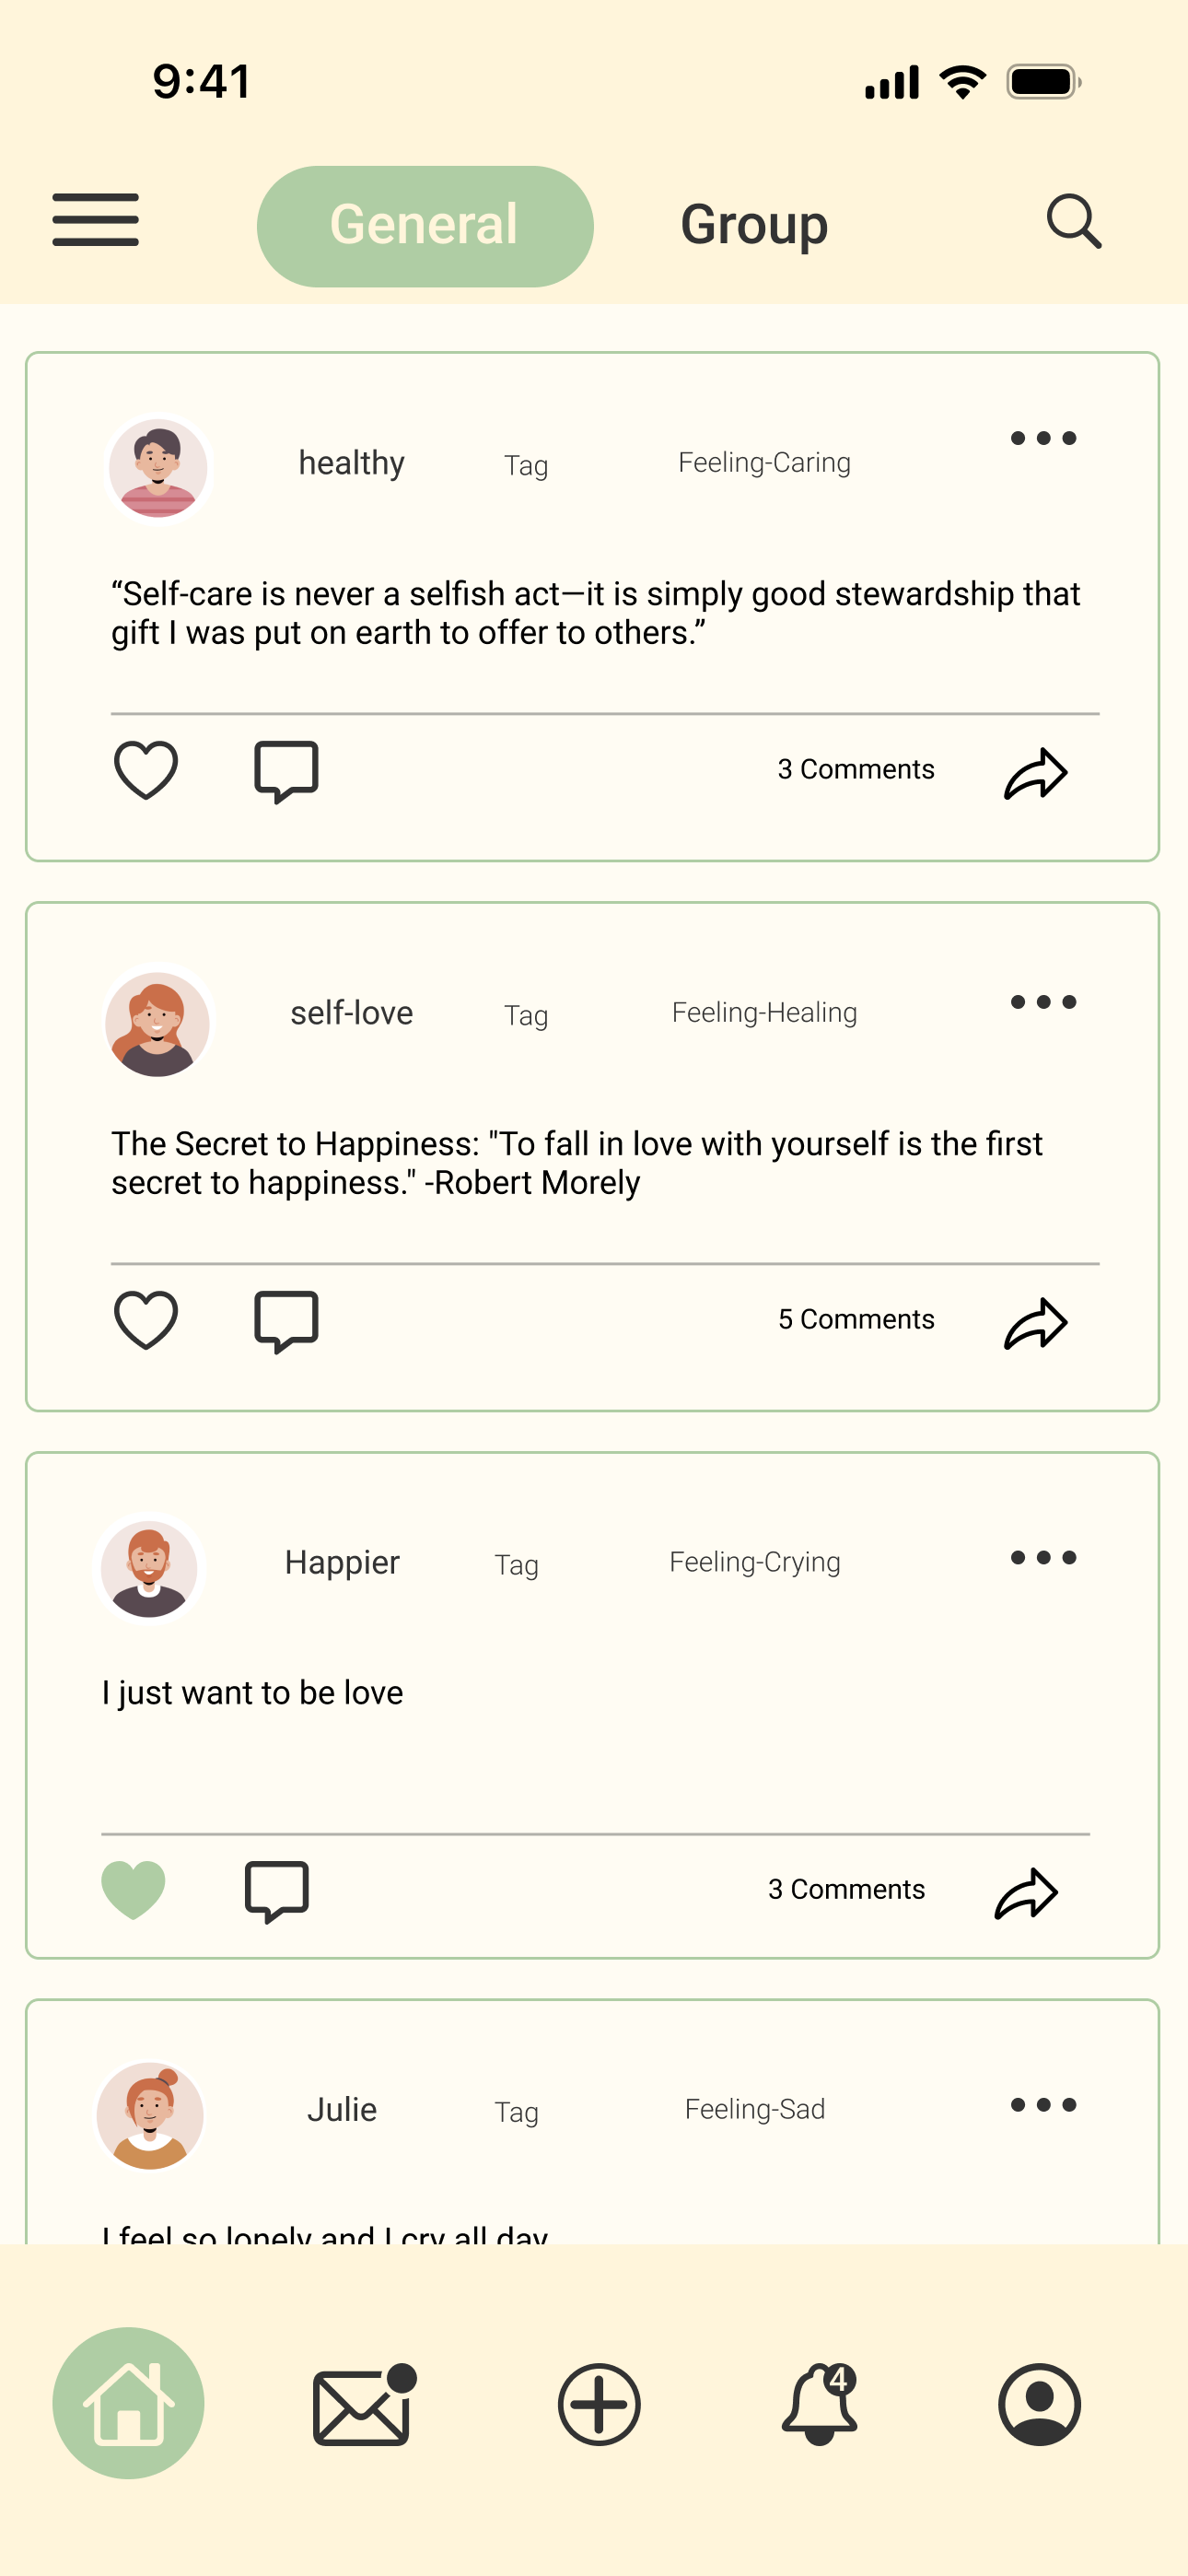 9:41
General Group
healthy Tag Feeling-Caring
“Self-care is never a selfish act—it is simply good stewardship that
gift I was put on earth to offer to others.”
3 Comments
self-love Tag Feeling-Healing
The Secret to Happiness: "To fall in love with yourself is the first
secret to happiness." -Robert Morely
5 Comments
Happier Tag Feeling-Crying
I just want to be love
3 Comments
Julie Tag Feeling-Sad
I feel so lonely and I cry all day
4